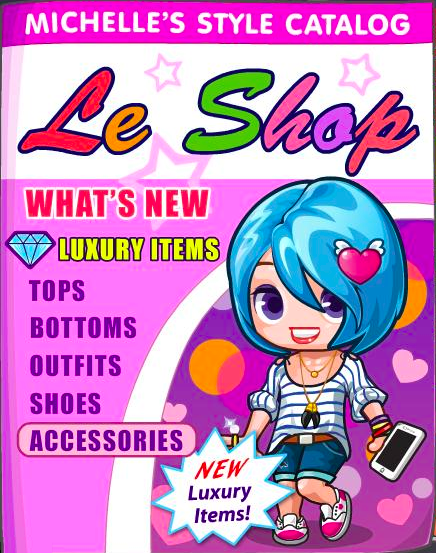 MICHELLE'S STYLE CATALOG
Le Shop
WHAT'S NEW
LUXURY ITEMS
TOPS
BOTTOMS
OUTFITS
SHOES
ACCESSORIES
NEW
Luxury
Items!